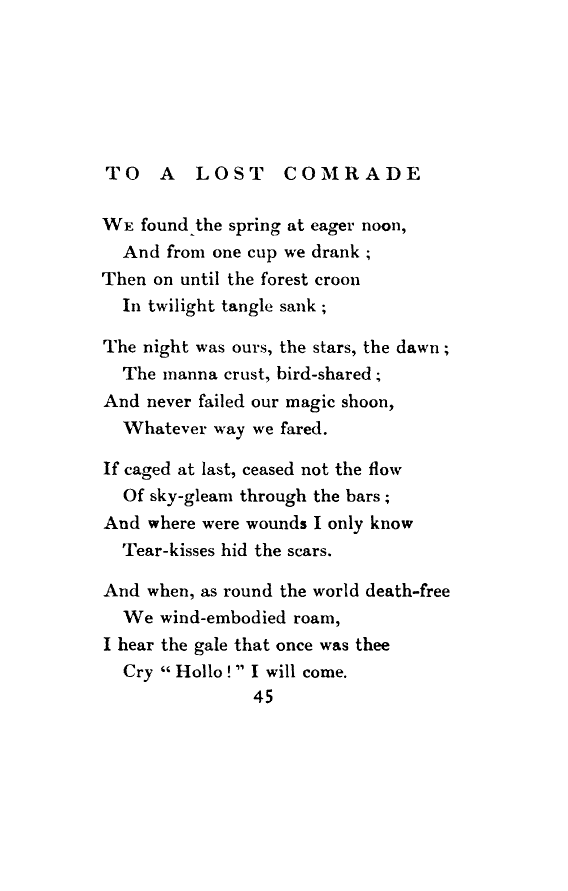 TO A LOST COMRADE
WE found the spring at eager noon,
And from one cup we drank ;
Then on until the forest croon
In twilight tangle sank ;
The night was ours, the stars, the dawn ;
The manna crust, bird-shared ;
And never failed our magic shoon,
Whatever way we fared.
If caged at last, ceased not the flow
Of sky-gleam through the bars ;
And where were wounds I only know
Tear-kisses hid the scars.
And when, as round the world death-free
We wind-embodied roam,
I hear the gale that once was thee
Cry “ Hollo ! ” I will come.
45